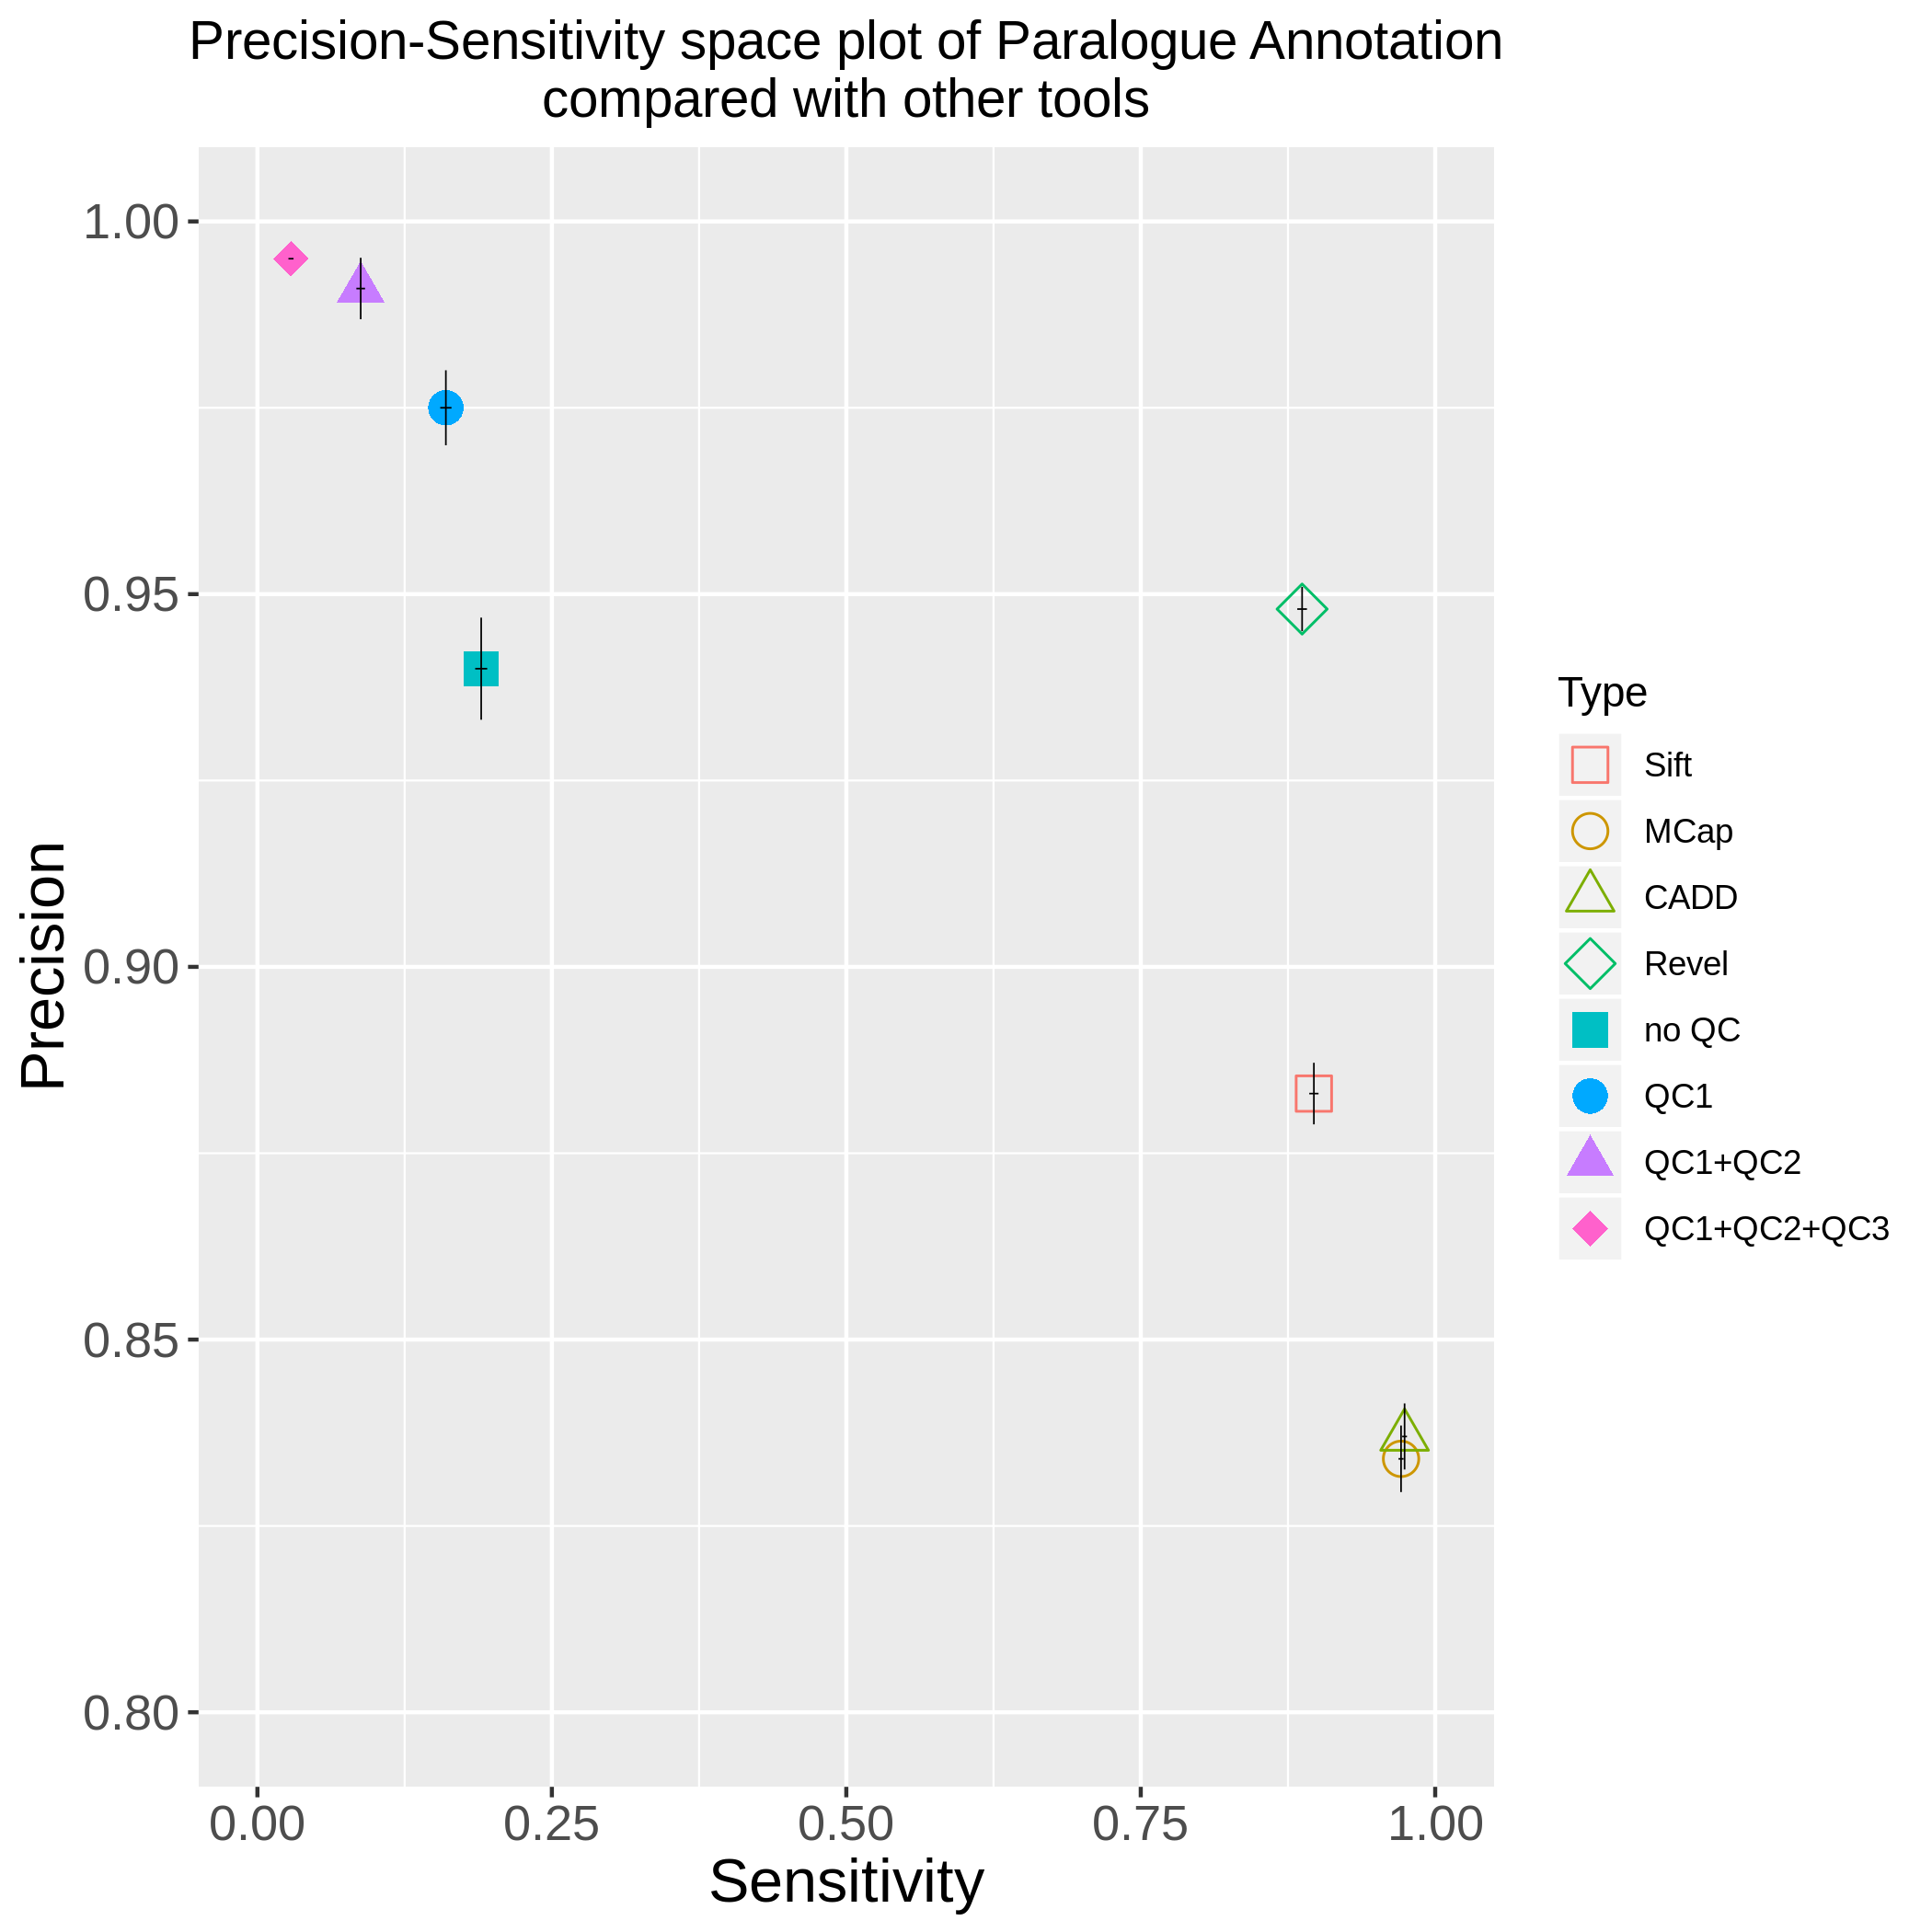 Precision-Sensitivity space plot of Paralogue Annotation
compared with other tools
Precision
1.00
0.95
0.90
0.85
0.80
0.00 0.25 0.50 0.75 1.00
Sensitivity
Type
Sift
MCap
CADD
Revel
no QC
QC1
QC1+QC2
QC1+QC2+QC3